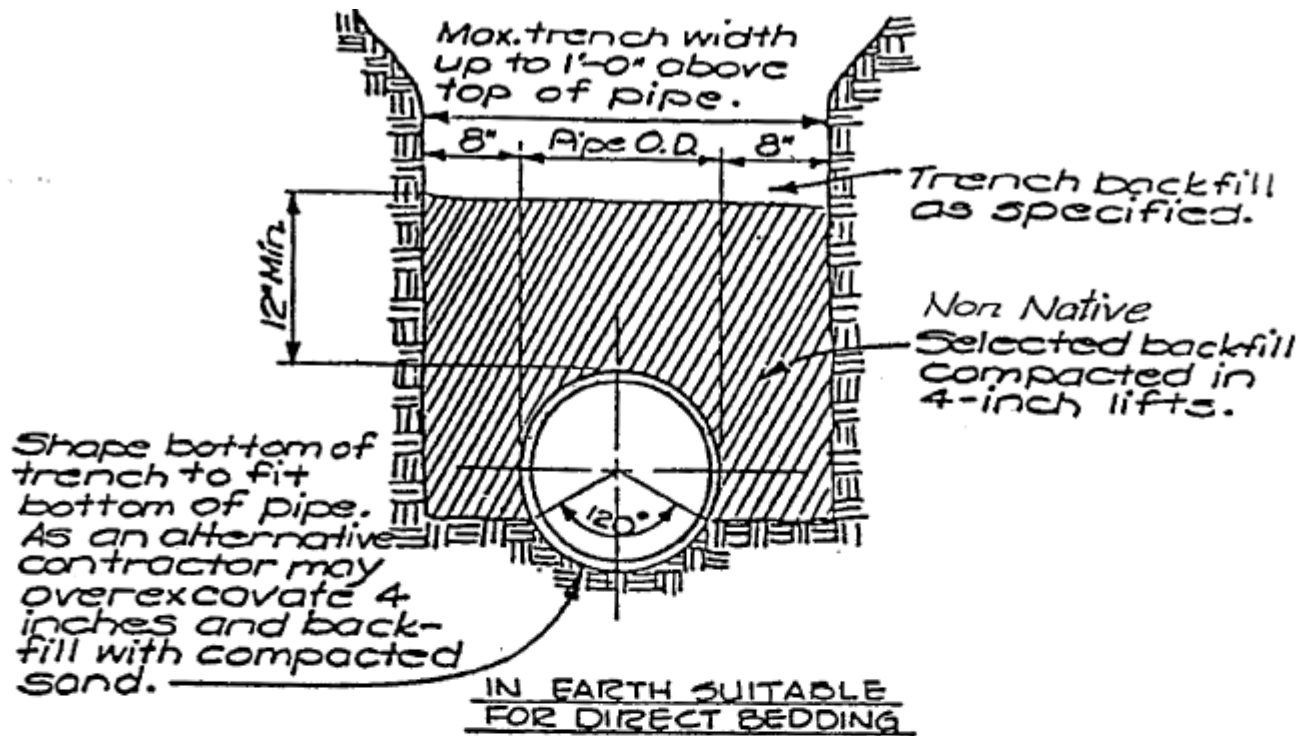 Max. trench width
up to 1'-0" above
top of pipe.
8"
Pipe O.D.
8"
Trench backfill
as specified.
12" Min.
Non Native
Selected backfill
compacted in
4-inch lifts.
Shape bottom of
trench to fit
bottom of pipe.
As an alternative
contractor may
overexcavate 4
inches and back-
fill with compacted
sand.
120°
IN EARTH SUITABLE
FOR DIRECT BEDDING